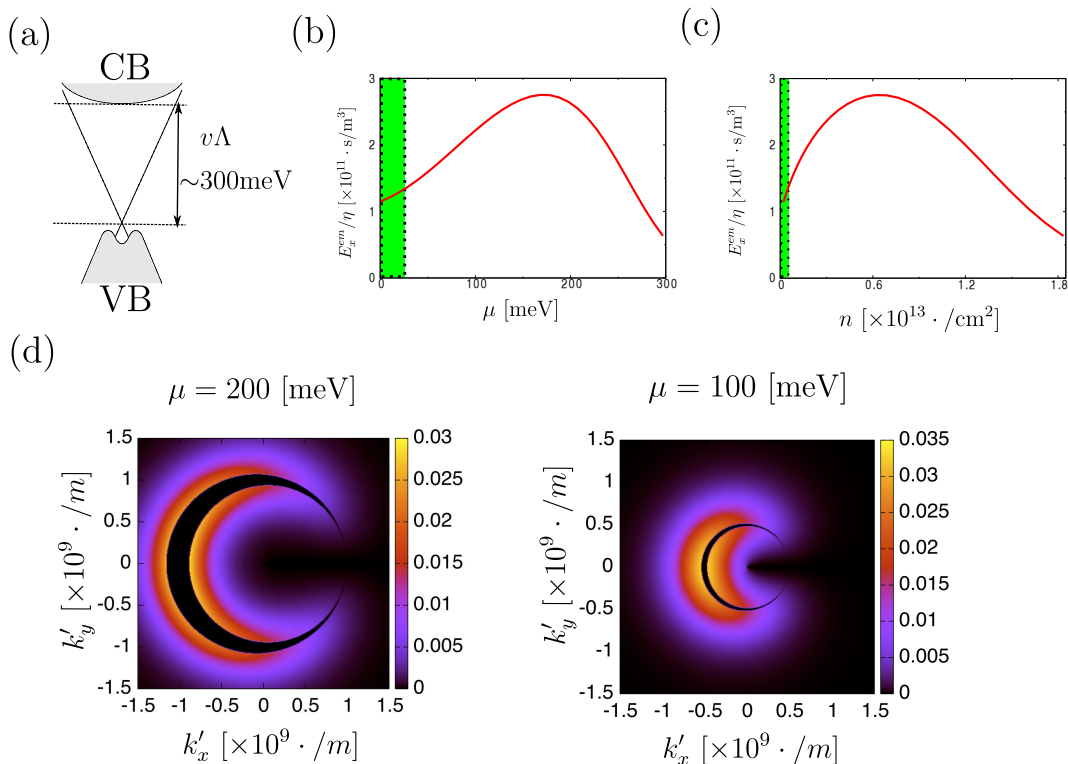 (a)
CB
vΛ
~300meV
VB
(b)
E_x^{em}/η [×10^{11} · s/m^3]
3
2
1
0
0
100
200
300
μ [meV]
(c)
E_x^{em}/η [×10^{11} · s/m^3]
3
2
1
0
0
0.6
1.2
1.8
n [×10^{13} · /cm^2]
(d)
μ = 200 [meV]
k'_y [×10^9 · /m]
1.5
1
0.5
0
-0.5
-1
-1.5
-1.5 -1 -0.5 0 0.5 1 1.5
k'_x [×10^9 · /m]
0.03
0.025
0.02
0.015
0.01
0.005
0
μ = 100 [meV]
k'_y [×10^9 · /m]
1.5
1
0.5
0
-0.5
-1
-1.5
-1.5 -1 -0.5 0 0.5 1 1.5
k'_x [×10^9 · /m]
0.035
0.03
0.025
0.02
0.015
0.01
0.005
0